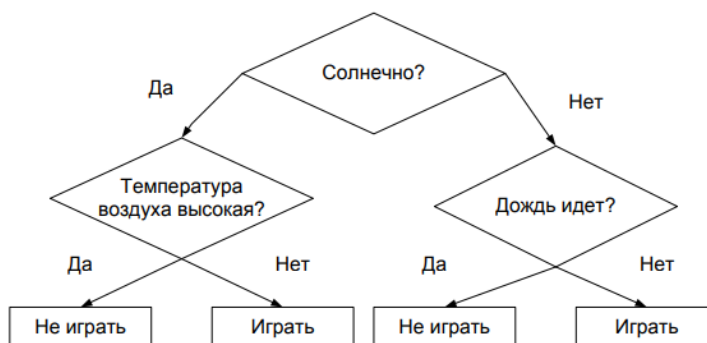 Солнечно?
Да
Нет
Температура
воздуха высокая?
Дождь идет?
Да
Нет
Да
Нет
Не играть
Играть
Не играть
Играть